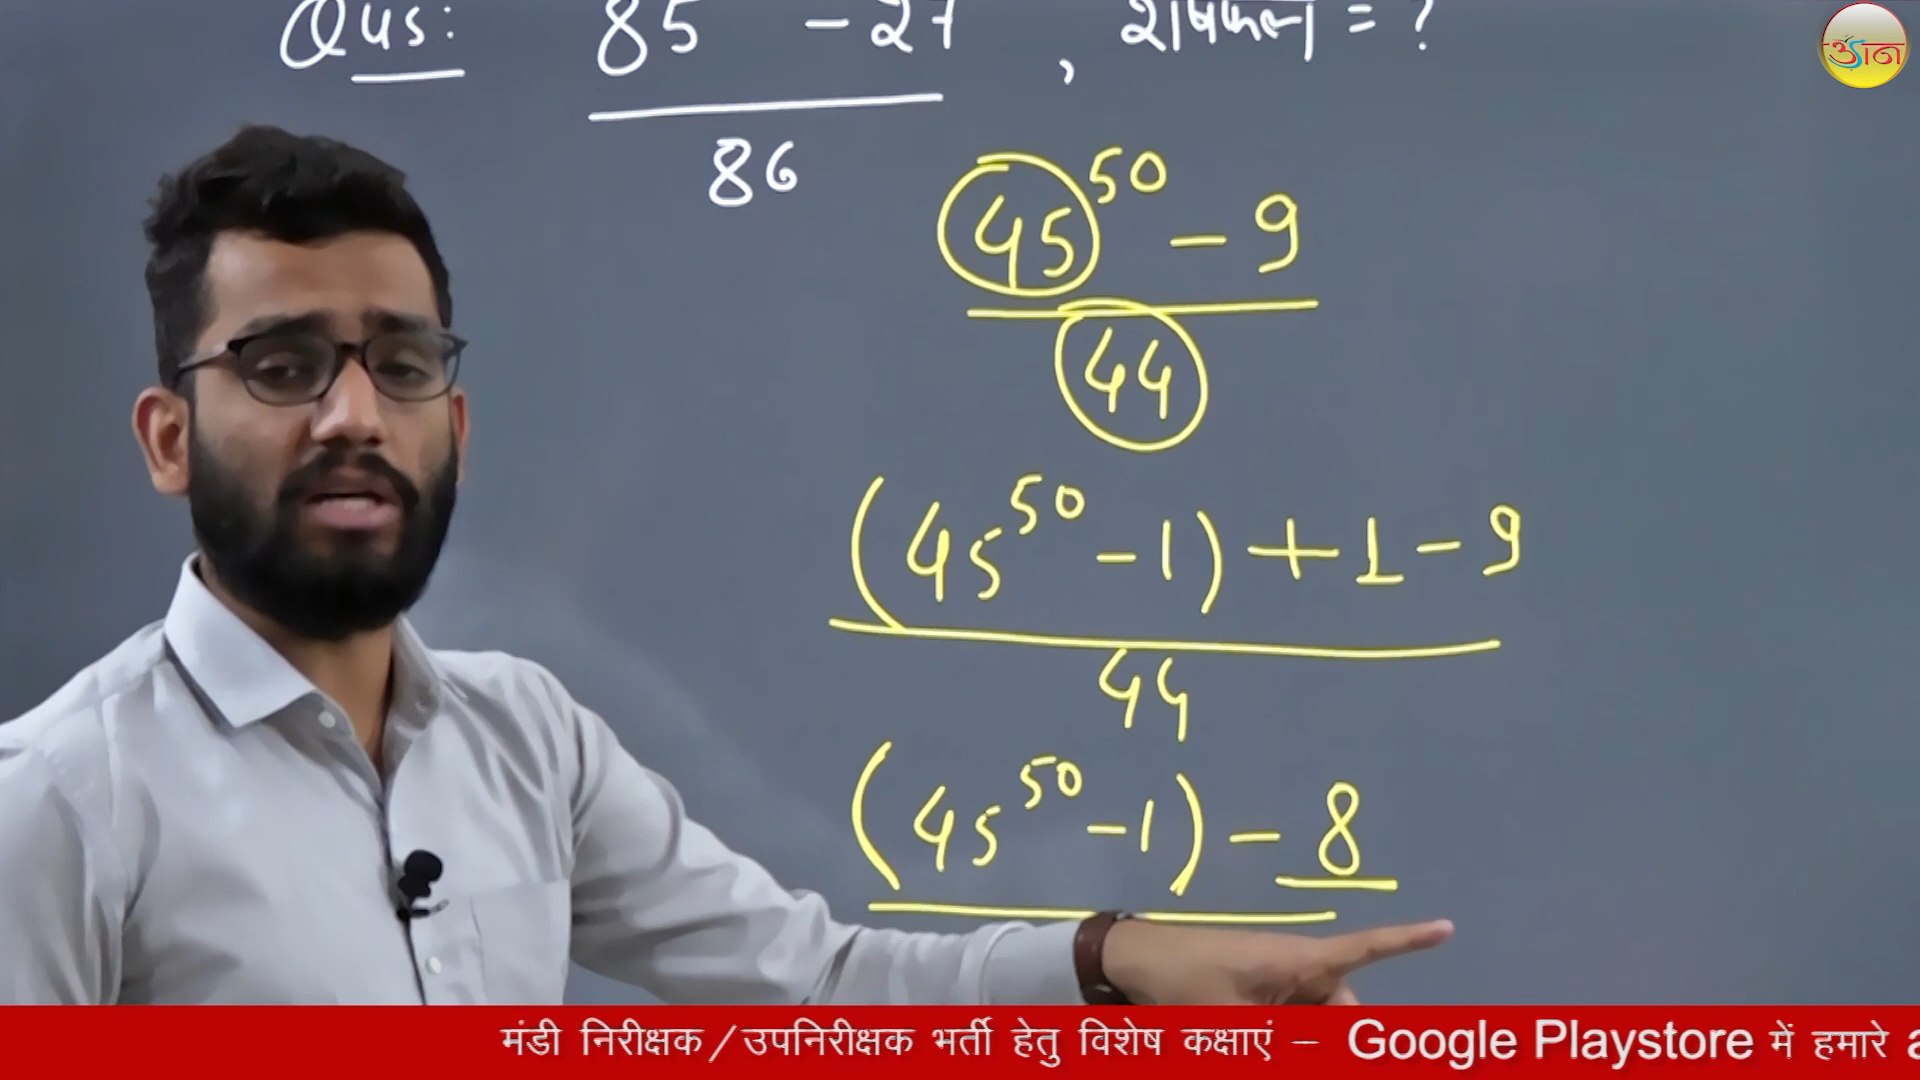 Qus: 85 - 27 , शेषफल = ?
86
45^50 - 9
44
(45^50 - 1) + 1 - 9
44
(45^50 - 1) - 8
ज्ञान
मंडी निरीक्षक/उपनिरीक्षक भर्ती हेतु विशेष कक्षाएं – Google Playstore में हमारे a